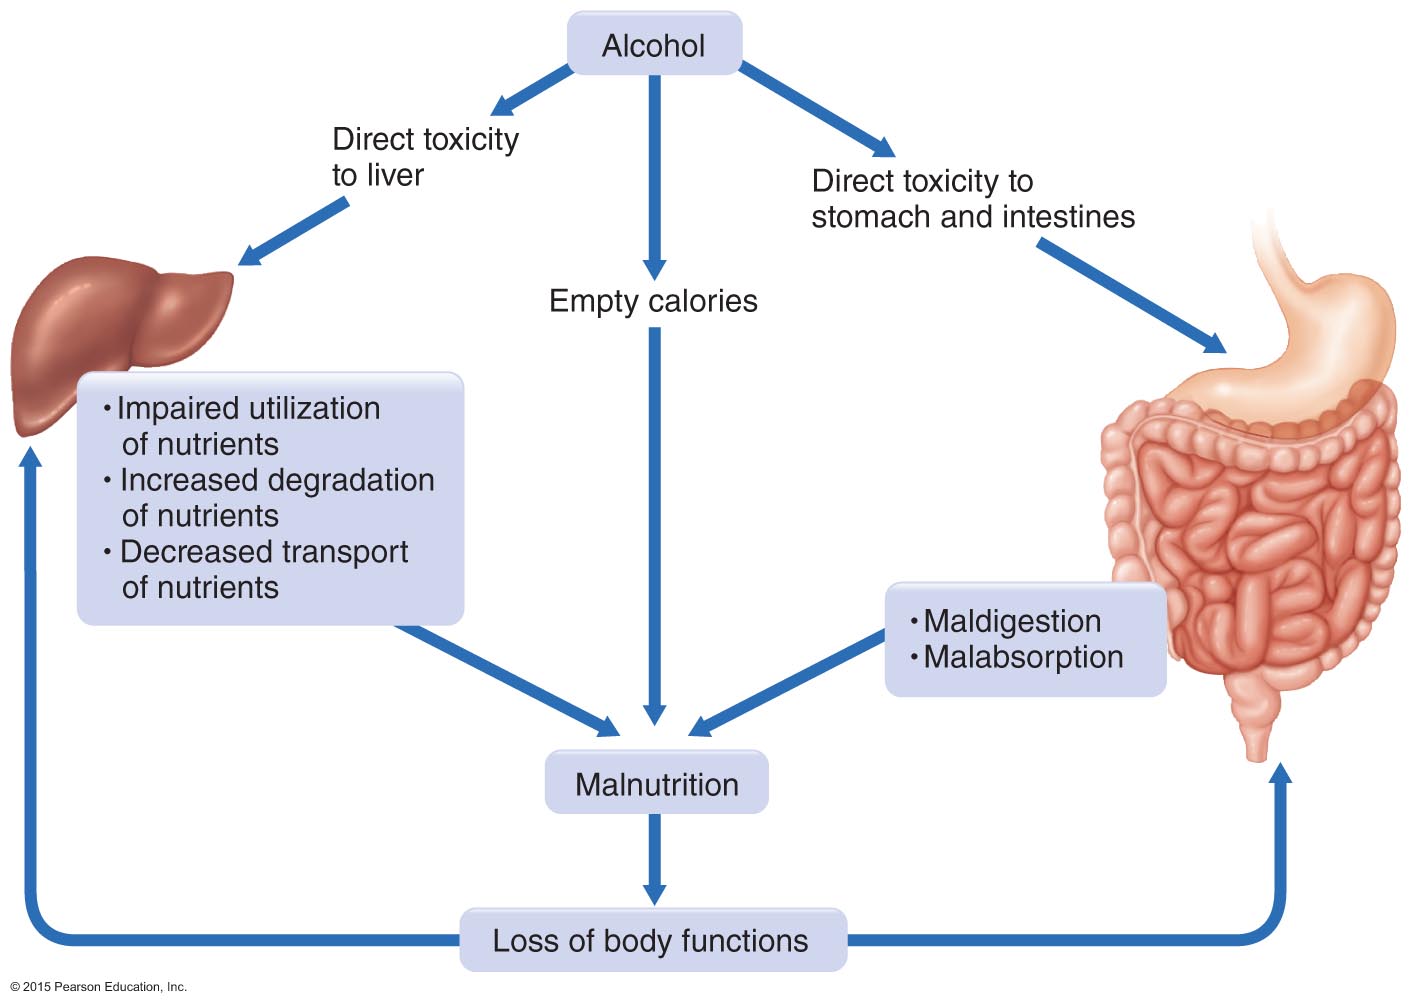 Alcohol
Direct toxicity
to liver
Direct toxicity to
stomach and intestines
Empty calories
• Impaired utilization
of nutrients
• Increased degradation
of nutrients
• Decreased transport
of nutrients
• Maldigestion
• Malabsorption
Malnutrition
Loss of body functions
© 2015 Pearson Education, Inc.